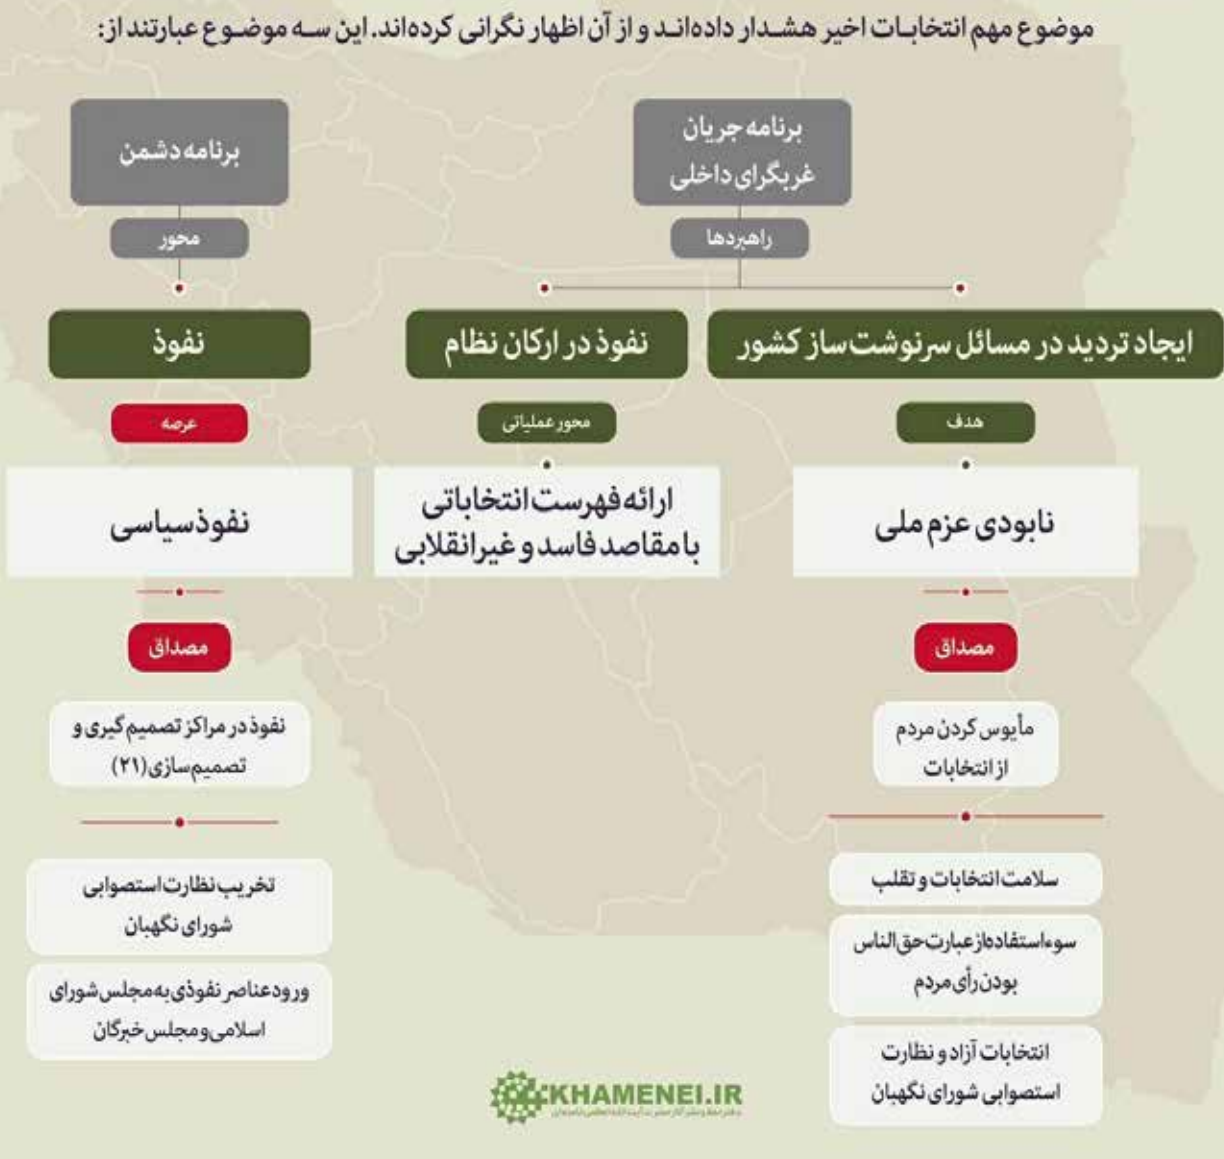 موضوع مهم انتخابات اخیر هشدار داده‌اند و از آن اظهار نگرانی کرده‌اند. این سه موضوع عبارتند از:
برنامه جریان
غربگرای داخلی
راهبردها
ایجاد تردید در مسائل سرنوشت‌ساز کشور
هدف
نابودی عزم ملی
مصداق
مأیوس کردن مردم
از انتخابات
سلامت انتخابات و تقلب
سوءاستفاده از عبارت حق‌الناس
بودن رأی مردم
انتخابات آزاد و نظارت
استصوابی شورای نگهبان
نفوذ در ارکان نظام
محور عملیاتی
ارائه فهرست انتخاباتی
با مقاصد فاسد و غیرانقلابی
برنامه دشمن
محور
نفوذ
عرصه
نفوذ سیاسی
مصداق
نفوذ در مراکز تصمیم‌گیری و
تصمیم‌سازی (۲۱)
تخریب نظارت استصوابی
شورای نگهبان
ورود عناصر نفوذی به مجلس شورای
اسلامی و مجلس خبرگان
KHAMENEI.IR